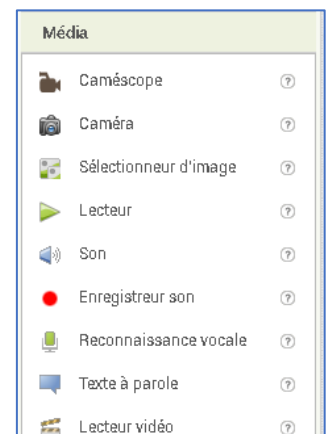 Média
Caméscope ?
Caméra ?
Sélectionneur d'image ?
Lecteur ?
Son ?
Enregistreur son ?
Reconnaissance vocale ?
Texte à parole ?
Lecteur vidéo ?